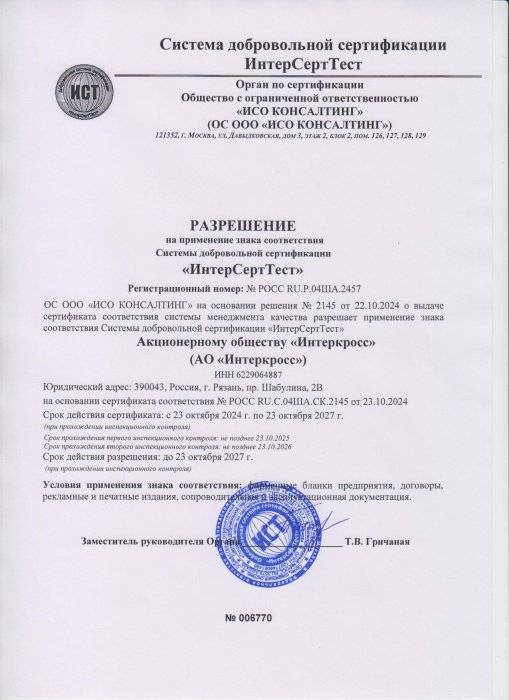 Система добровольной сертификации
ИнтерСертТест
ИСТ
Орган по сертификации
Общество с ограниченной ответственностью
«ИСО КОНСАЛТИНГ»
(ОС ООО «ИСО КОНСАЛТИНГ»)
121352, г. Москва, ул. Давыдковская, дом 3, этаж 2, блок 2, пом. 126, 127, 128, 129
РАЗРЕШЕНИЕ
на применение знака соответствия
Системы добровольной сертификации
«ИнтерСертТест»
Регистрационный номер: № РОСС RU.Р.04ША.2457
ОС ООО «ИСО КОНСАЛТИНГ» на основании решения № 2145 от 22.10.2024 о выдаче
сертификата соответствия системы менеджмента качества разрешает применение знака
соответствия Системы добровольной сертификации «ИнтерСертТест»
Акционерному обществу «Интеркросс»
(АО «Интеркросс»)
ИНН 6229064887
Юридический адрес: 390043, Россия, г. Рязань, пр. Шабулина, 2В
на основании сертификата соответствия № РОСС RU.С.04ША.СК.2145 от 23.10.2024
Срок действия сертификата: с 23 октября 2024 г. по 23 октября 2027 г.
(при прохождении инспекционного контроля)
Срок прохождения первого инспекционного контроля: не позднее 23.10.2025
Срок прохождения второго инспекционного контроля: не позднее 23.10.2026
Срок действия разрешения: до 23 октября 2027 г.
(при прохождении инспекционного контроля)
Условия применения знака соответствия: фирменные бланки предприятия, договоры,
рекламные и печатные издания, сопроводительная и эксплуатационная документация.
Заместитель руководителя Органа Т.В. Гричаная
ИСТ
№ 006770